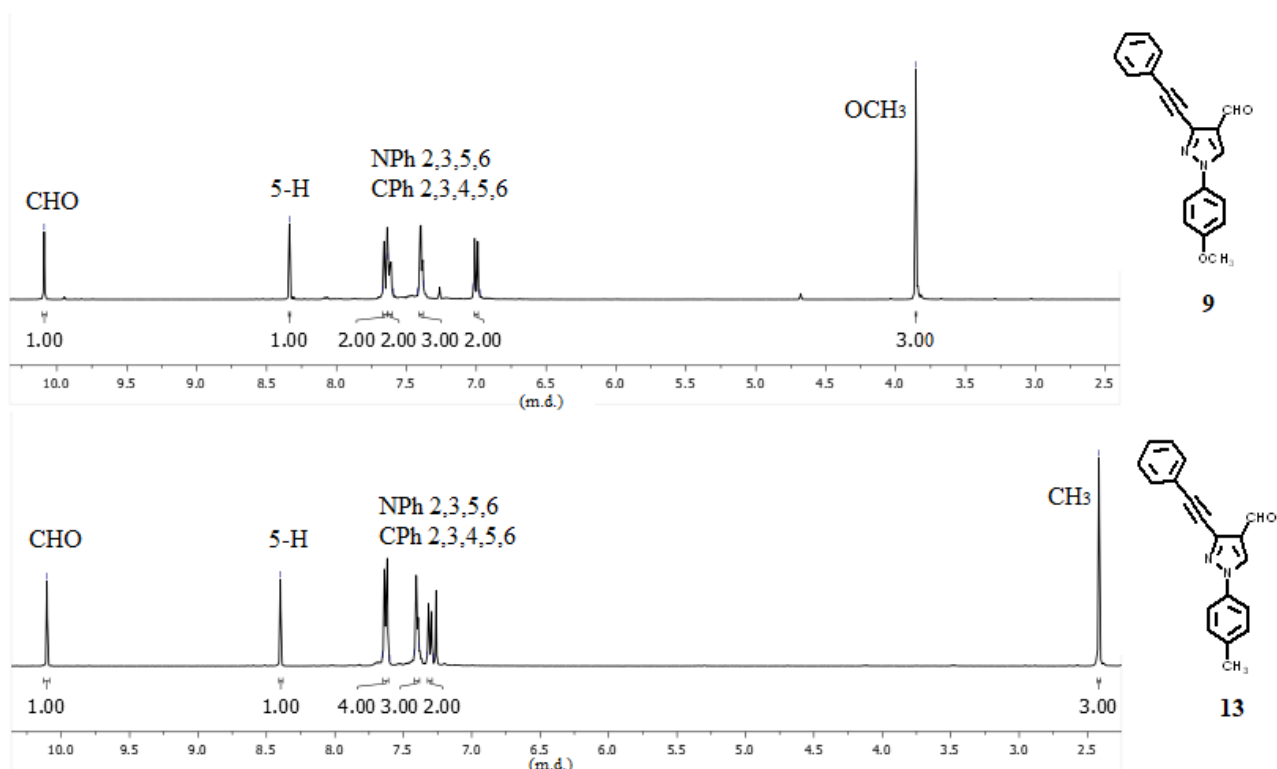 OCH3
NPh 2,3,5,6
CPh 2,3,4,5,6
5-H
CHO
1.00 1.00 2.00 2.00 3.00 2.00 3.00
10.0 9.5 9.0 8.5 8.0 7.5 7.0 6.5 6.0 5.5 5.0 4.5 4.0 3.5 3.0 2.5
(m.d.)
CHO
N
N
OCH3
9
CH3
NPh 2,3,5,6
CPh 2,3,4,5,6
CHO
5-H
1.00 1.00 4.00 3.00 2.00 3.00
10.0 9.5 9.0 8.5 8.0 7.5 7.0 6.5 6.0 5.5 5.0 4.5 4.0 3.5 3.0 2.5
(m.d.)
CHO
N
N
CH3
13